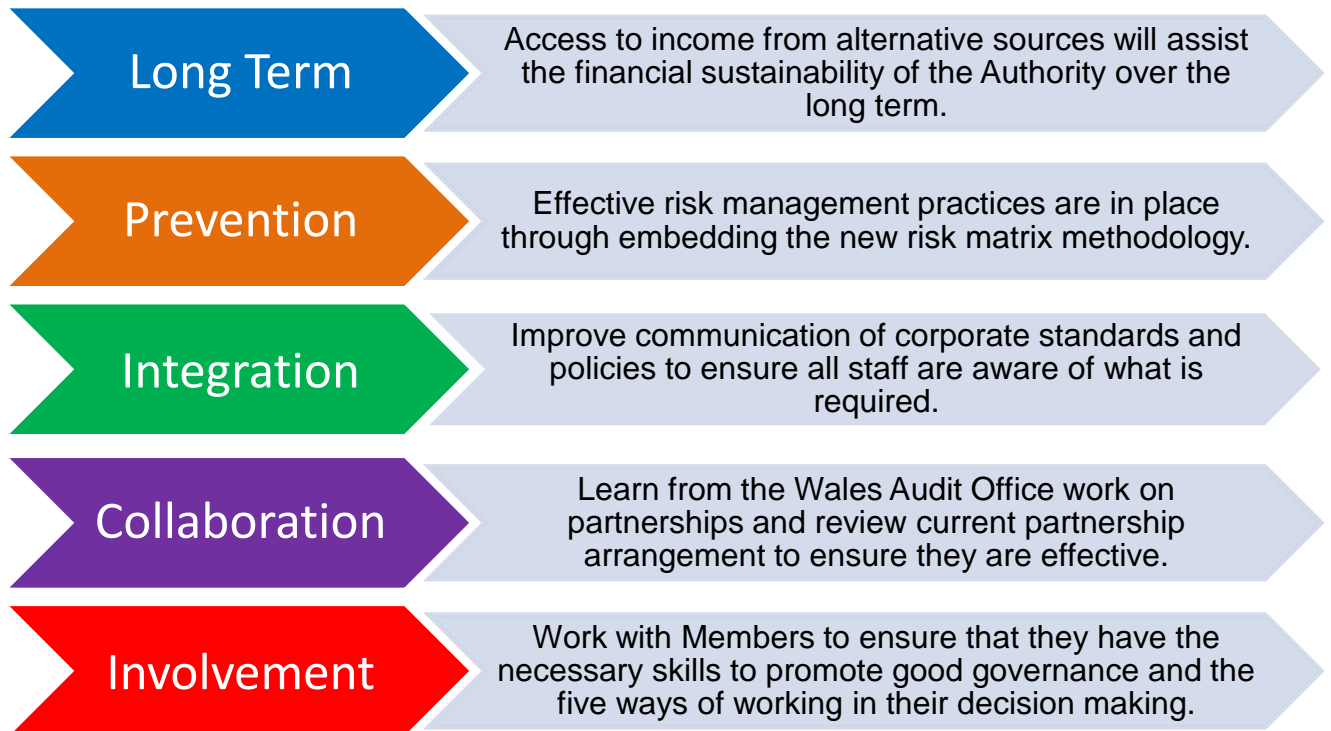 Long Term
Access to income from alternative sources will assist
the financial sustainability of the Authority over the
long term.
Prevention
Effective risk management practices are in place
through embedding the new risk matrix methodology.
Integration
Improve communication of corporate standards and
policies to ensure all staff are aware of what is
required.
Collaboration
Learn from the Wales Audit Office work on
partnerships and review current partnership
arrangement to ensure they are effective.
Involvement
Work with Members to ensure that they have the
necessary skills to promote good governance and the
five ways of working in their decision making.